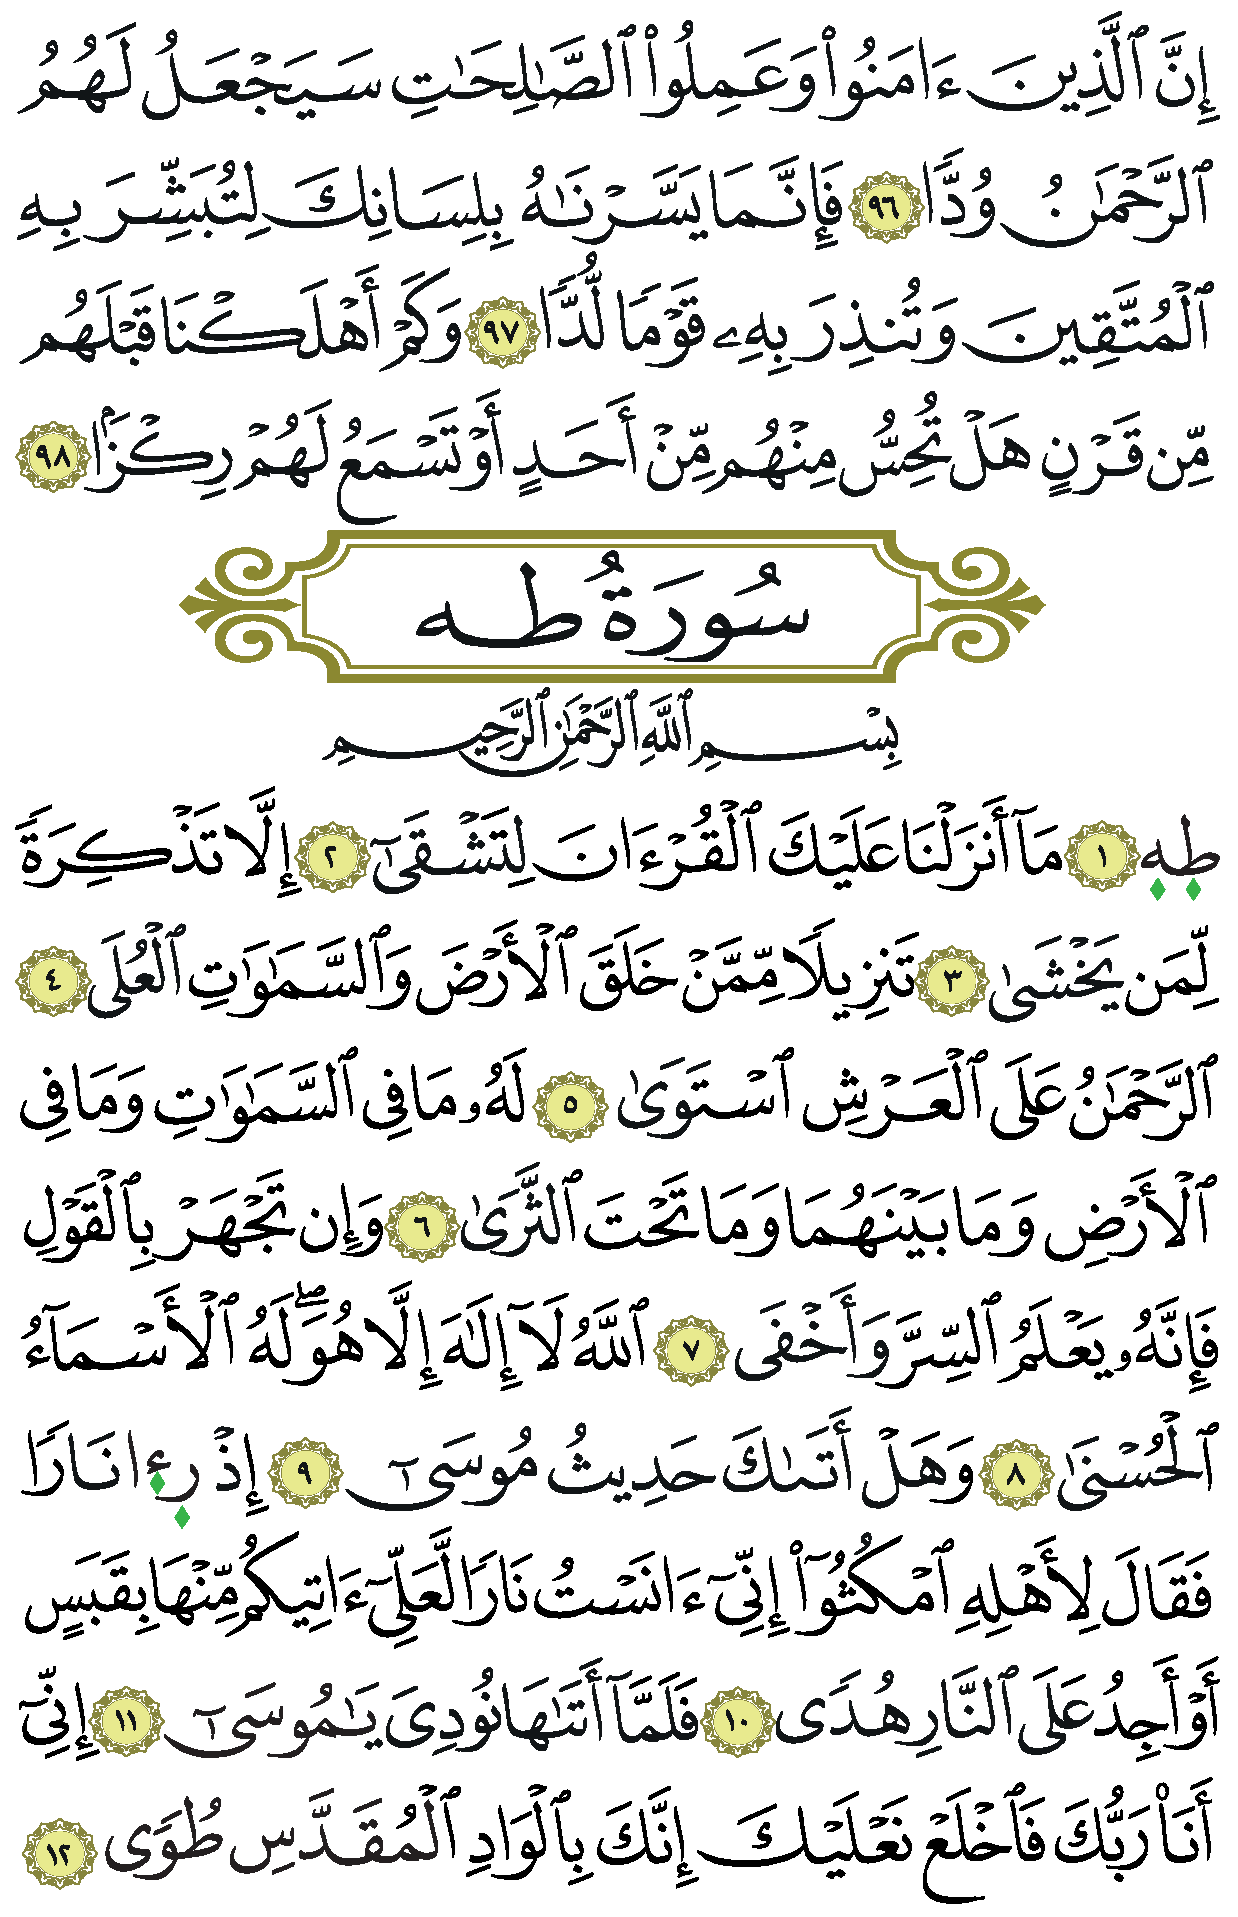 إِنَّ ٱلَّذِينَ ءَامَنُوا۟ وَعَمِلُوا۟ ٱلصَّـٰلِحَـٰتِ سَيَجْعَلُ لَهُمُ
ٱلرَّحْمَـٰنُ وُدًّا ٩٦ فَإِنَّمَا يَسَّرْنَـٰهُ بِلِسَانِكَ لِتُبَشِّرَ بِهِ
ٱلْمُتَّقِينَ وَتُنذِرَ بِهِۦ قَوْمًا لُّدًّا ٩٧ وَكَمْ أَهْلَكْنَا قَبْلَهُم
مِّن قَرْنٍ هَلْ تُحِسُّ مِنْهُم مِّنْ أَحَدٍ أَوْ تَسْمَعُ لَهُمْ رِكْزًۢا ٩٨
سُورَةُ طه
بِسْمِ ٱللَّهِ ٱلرَّحْمَـٰنِ ٱلرَّحِيمِ
طه ١ مَآ أَنزَلْنَا عَلَيْكَ ٱلْقُرْءَانَ لِتَشْقَىٰٓ ٢ إِلَّا تَذْكِرَةً
لِّمَن يَخْشَىٰ ٣ تَنزِيلًا مِّمَّنْ خَلَقَ ٱلْأَرْضَ وَٱلسَّمَـٰوَٰتِ ٱلْعُلَى ٤
ٱلرَّحْمَـٰنُ عَلَى ٱلْعَرْشِ ٱسْتَوَىٰ ٥ لَهُۥ مَا فِى ٱلسَّمَـٰوَٰتِ وَمَا فِى
ٱلْأَرْضِ وَمَا بَيْنَهُمَا وَمَا تَحْتَ ٱلثَّرَىٰ ٦ وَإِن تَجْهَرْ بِٱلْقَوْلِ
فَإِنَّهُۥ يَعْلَمُ ٱلسِّرَّ وَأَخْفَى ٧ ٱللَّهُ لَآ إِلَـٰهَ إِلَّا هُوَ ۖ لَهُ ٱلْأَسْمَآءُ
ٱلْحُسْنَىٰ ٨ وَهَلْ أَتَىٰكَ حَدِيثُ مُوسَىٰٓ ٩ إِذْ رءا نَارًا
فَقَالَ لِأَهْلِهِ ٱمْكُثُوٓا۟ إِنِّىٓ ءَانَسْتُ نَارًا لَّعَلِّىٓ ءَاتِيكُم مِّنْهَا بِقَبَسٍ
أَوْ أَجِدُ عَلَى ٱلنَّارِ هُدًى ١٠ فَلَمَّآ أَتَىٰهَا نُودِىَ يَـٰمُوسَىٰٓ ١١ إِنِّىٓ
أَنَا۠ رَبُّكَ فَٱخْلَعْ نَعْلَيْكَ إِنَّكَ بِٱلْوَادِ ٱلْمُقَدَّسِ طُوًى ١٢